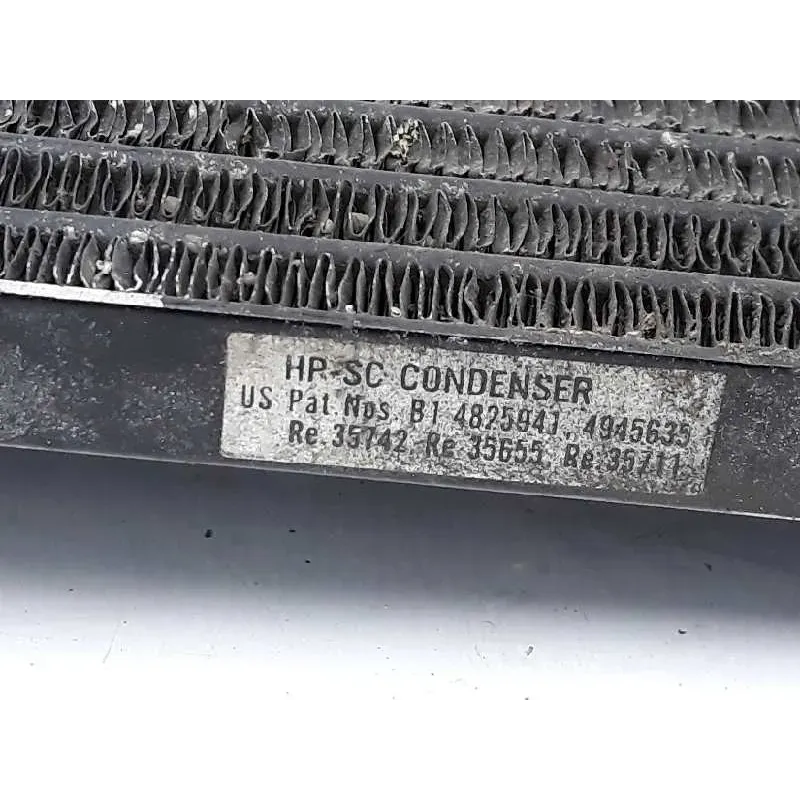 HP-SC CONDENSER
US Pat. Nos. B1 4825941, 4945635
Re 35742, Re 35655, Re 35711